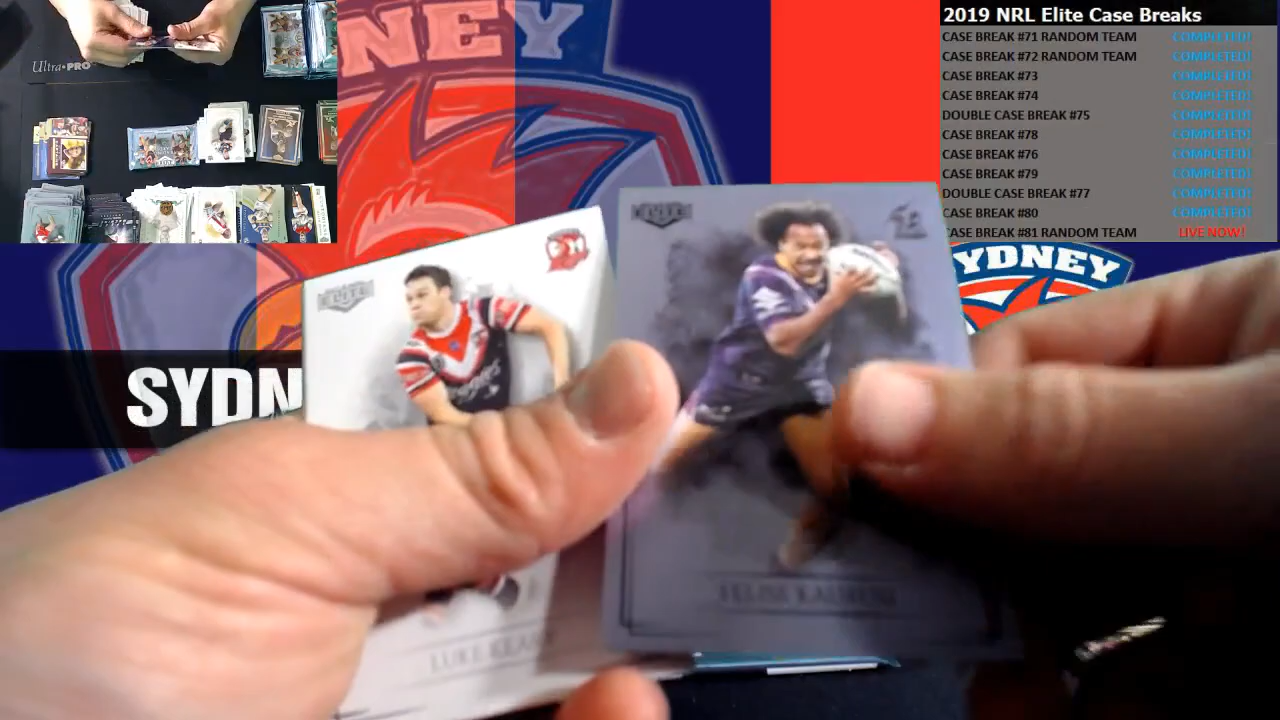 2019 NRL Elite Case Breaks
CASE BREAK #71 RANDOM TEAM COMPLETED!
CASE BREAK #72 RANDOM TEAM COMPLETED!
CASE BREAK #73 COMPLETED!
CASE BREAK #74 COMPLETED!
DOUBLE CASE BREAK #75 COMPLETED!
CASE BREAK #78 COMPLETED!
CASE BREAK #76 COMPLETED!
CASE BREAK #79 COMPLETED!
DOUBLE CASE BREAK #77 COMPLETED!
CASE BREAK #80 COMPLETED!
CASE BREAK #81 RANDOM TEAM LIVE NOW!
Ultra·PRO
NEY
YDNEY
SYDN
ELITE
ELITE
LUKE